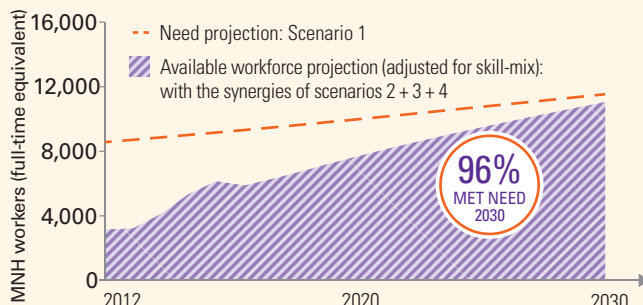 MNH workers (full-time equivalent)
16,000
12,000
8,000
4,000
0
Need projection: Scenario 1
Available workforce projection (adjusted for skill-mix):
with the synergies of scenarios 2 + 3 + 4
96%
MET NEED
2030
2012
2020
2030